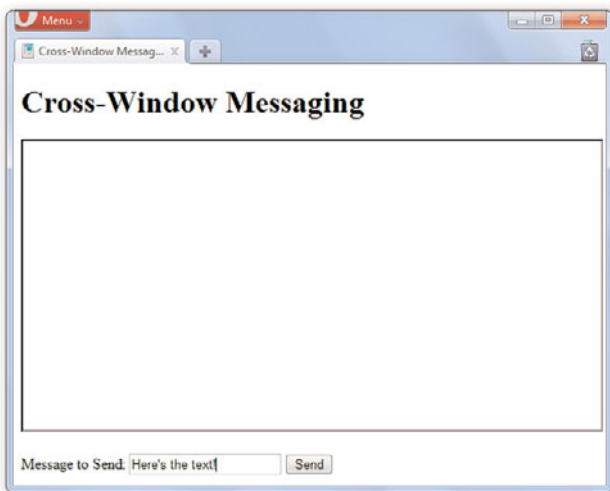 Menu
Cross-Window Messag...
Cross-Window Messaging
Message to Send: Here's the text!
Send